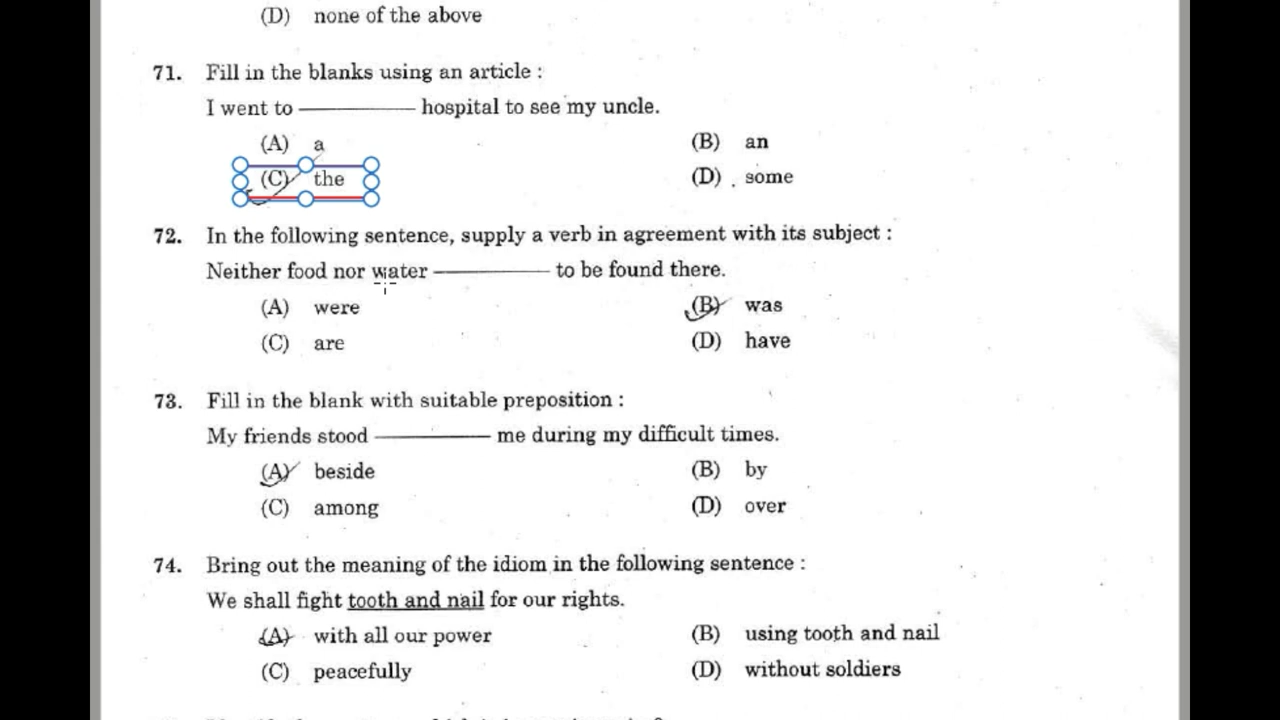 (D) none of the above
71. Fill in the blanks using an article :
I went to ———— hospital to see my uncle.
(A) a (B) an
(C) the (D) some
72. In the following sentence, supply a verb in agreement with its subject :
Neither food nor water ———— to be found there.
(A) were (B) was
(C) are (D) have
73. Fill in the blank with suitable preposition :
My friends stood ———— me during my difficult times.
(A) beside (B) by
(C) among (D) over
74. Bring out the meaning of the idiom in the following sentence :
We shall fight tooth and nail for our rights.
(A) with all our power (B) using tooth and nail
(C) peacefully (D) without soldiers